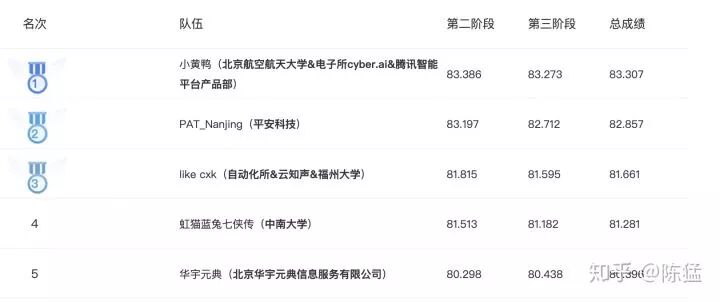 名次 队伍 第二阶段 第三阶段 总成绩
小黄鸭（北京航空航天大学&电子所cyber.ai&腾讯智能
1 83.386 83.273 83.307
平台产品部）
2 PAT_Nanjing（平安科技） 83.197 82.712 82.857
3 like cxk（自动化所&云知声&福州大学） 81.815 81.595 81.661
4 虹猫蓝兔七侠传（中南大学） 81.513 81.182 81.281
5 华宇元典（北京华宇元典信息服务有限公司） 80.298 80.438 80.396
知乎 @陈猛